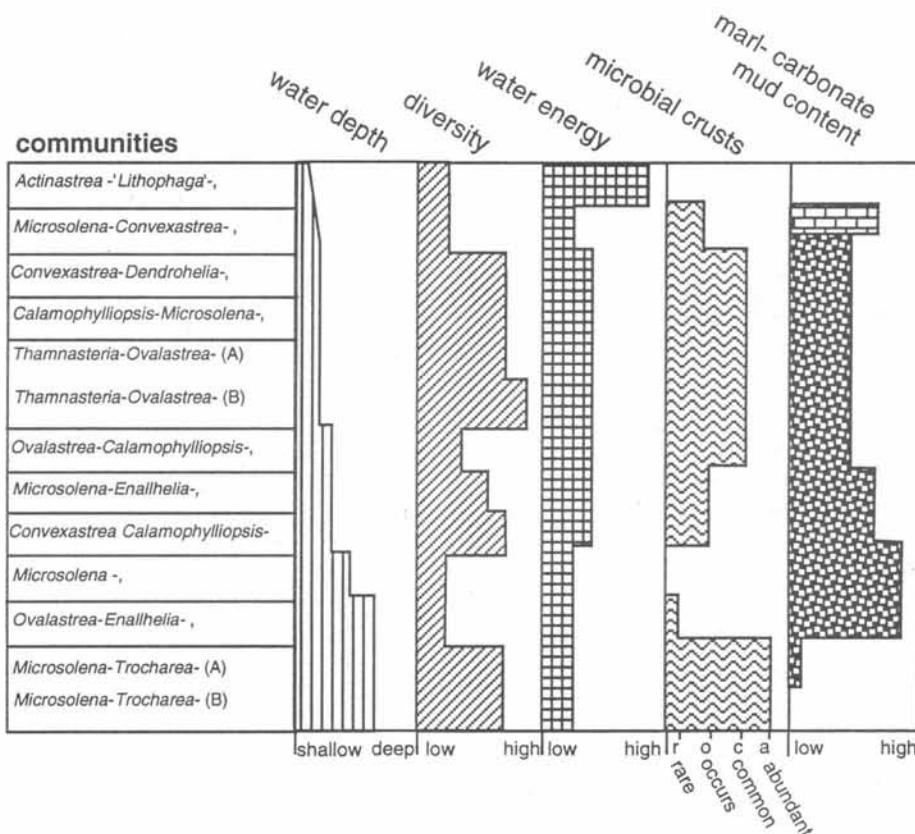 water depth
diversity
water energy
microbial crusts
marl- carbonate
mud content
communities
Actinastrea -'Lithophaga'-,
Microsolena-Convexastrea- ,
Convexastrea-Dendrohelia-,
Calamophylliopsis-Microsolena-,
Thamnasteria-Ovalastrea- (A)
Thamnasteria-Ovalastrea- (B)
Ovalastrea-Calamophylliopsis-,
Microsolena-Enallhelia-,
Convexastrea Calamophylliopsis-
Microsolena -,
Ovalastrea-Enallhelia- ,
Microsolena-Trocharea- (A)
Microsolena-Trocharea- (B)
shallow deep low high low high r o c a low high
rare
occurs
common
abundant